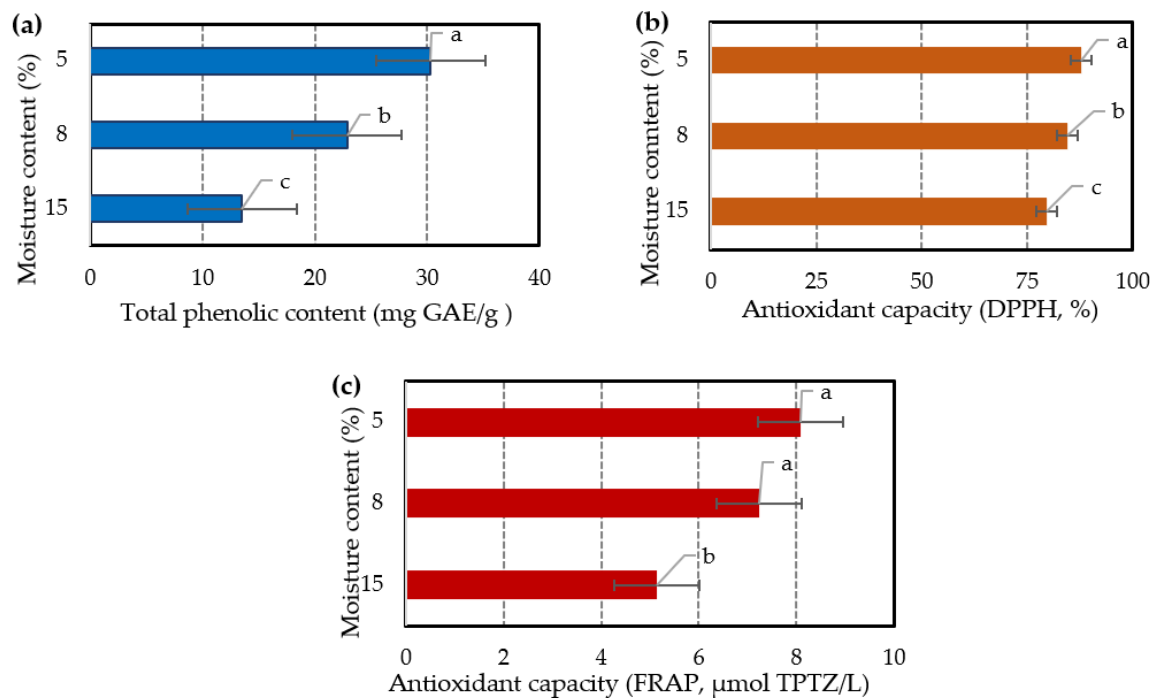 (a)
Moisture content (%)
5
a
8
b
15
c
0 10 20 30 40
Total phenolic content (mg GAE/g )
(b)
Moisture conntent (%)
5
a
8
b
15
c
0 25 50 75 100
Antioxidant capacity (DPPH, %)
(c)
Moisture content (%)
5
a
8
a
15
b
0 2 4 6 8 10
Antioxidant capacity (FRAP, µmol TPTZ/L)